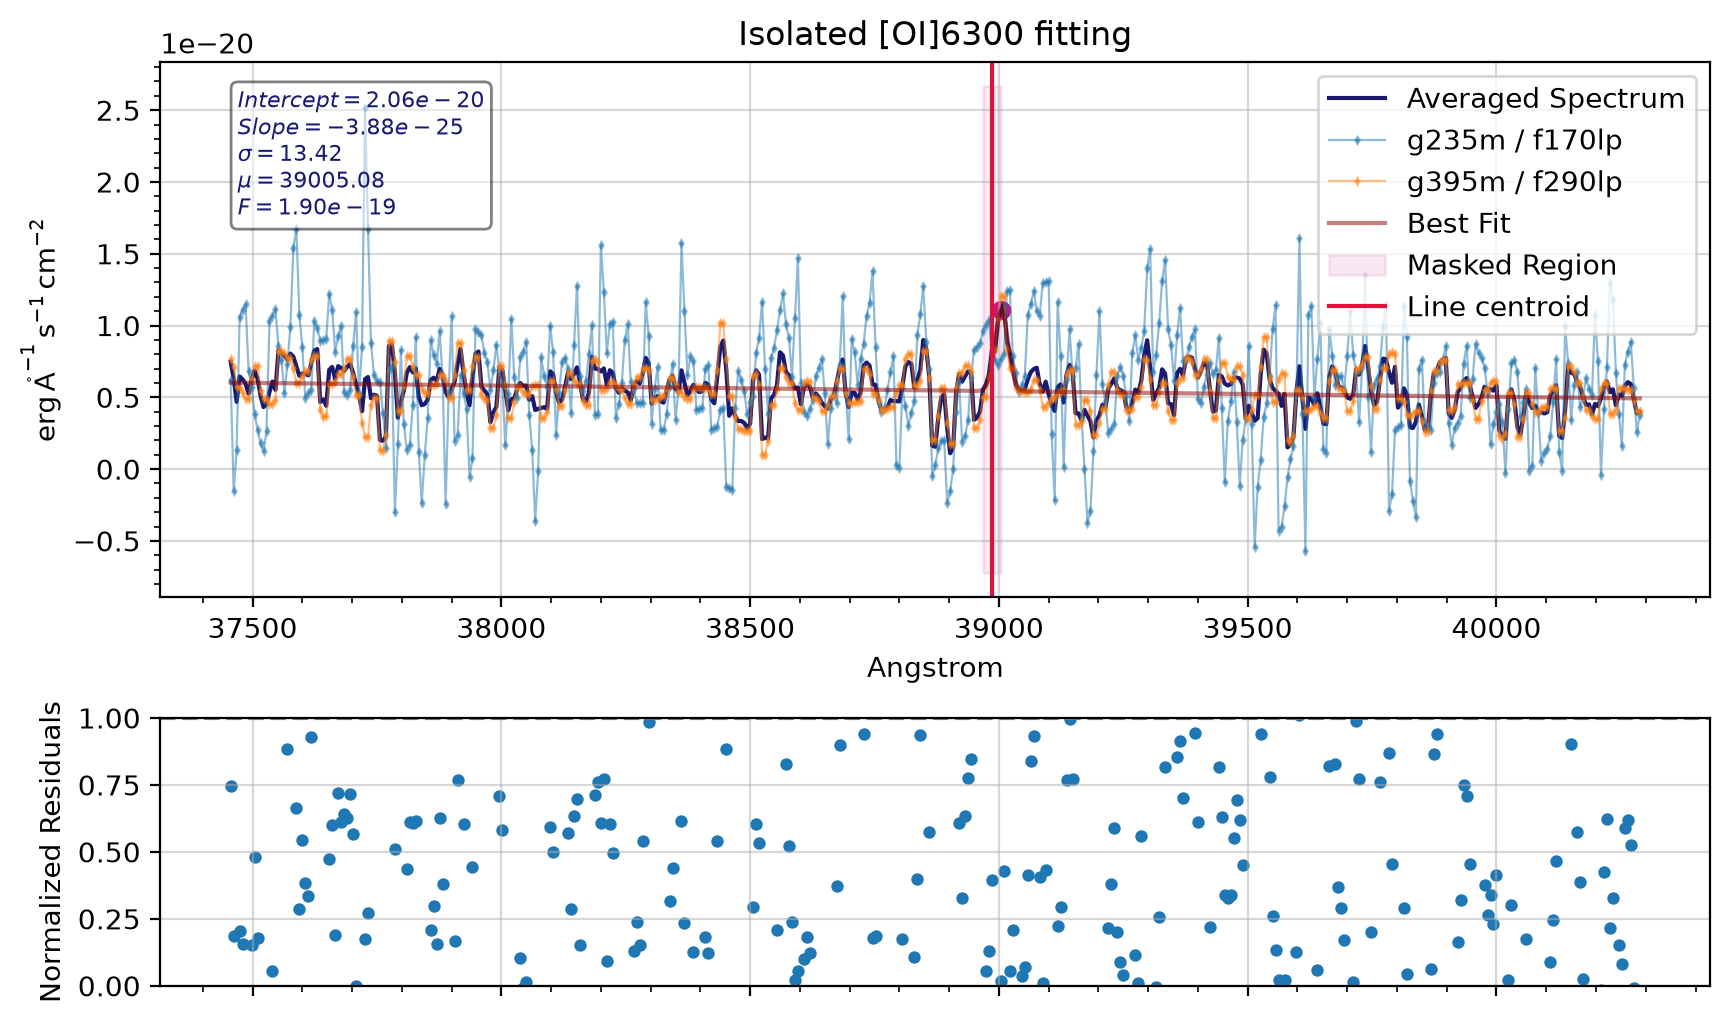 Isolated [OI]6300 fitting
1e−20
Intercept = 2.06e − 20
Slope = −3.88e − 25
σ = 13.42
μ = 39005.08
F = 1.90e − 19
Averaged Spectrum
g235m / f170lp
g395m / f290lp
Best Fit
Masked Region
Line centroid
2.5
2.0
1.5
1.0
0.5
0.0
−0.5
erg Å⁻¹ s⁻¹ cm⁻²
37500 38000 38500 39000 39500 40000
Angstrom
1.00
0.75
0.50
0.25
0.00
Normalized Residuals